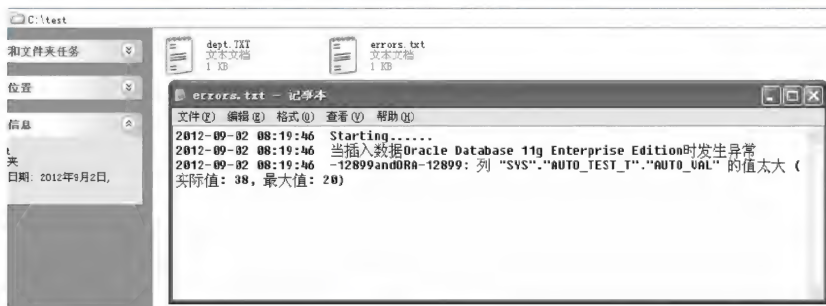 C:\test
和文件夹任务
dept.TXT
文本文档
1 KB
errors.txt
文本文档
1 KB
位置
信息
夹
日期: 2012年9月2日,
errors.txt - 记事本
文件(F) 编辑(E) 格式(O) 查看(V) 帮助(H)
2012-09-02 08:19:46 Starting......
2012-09-02 08:19:46 当插入数据Oracle Database 11g Enterprise Edition时发生异常
2012-09-02 08:19:46 -12899andORA-12899: 列 "SYS"."AUTO_TEST_T"."AUTO_VAL" 的值太大 (
实际值: 38, 最大值: 20)